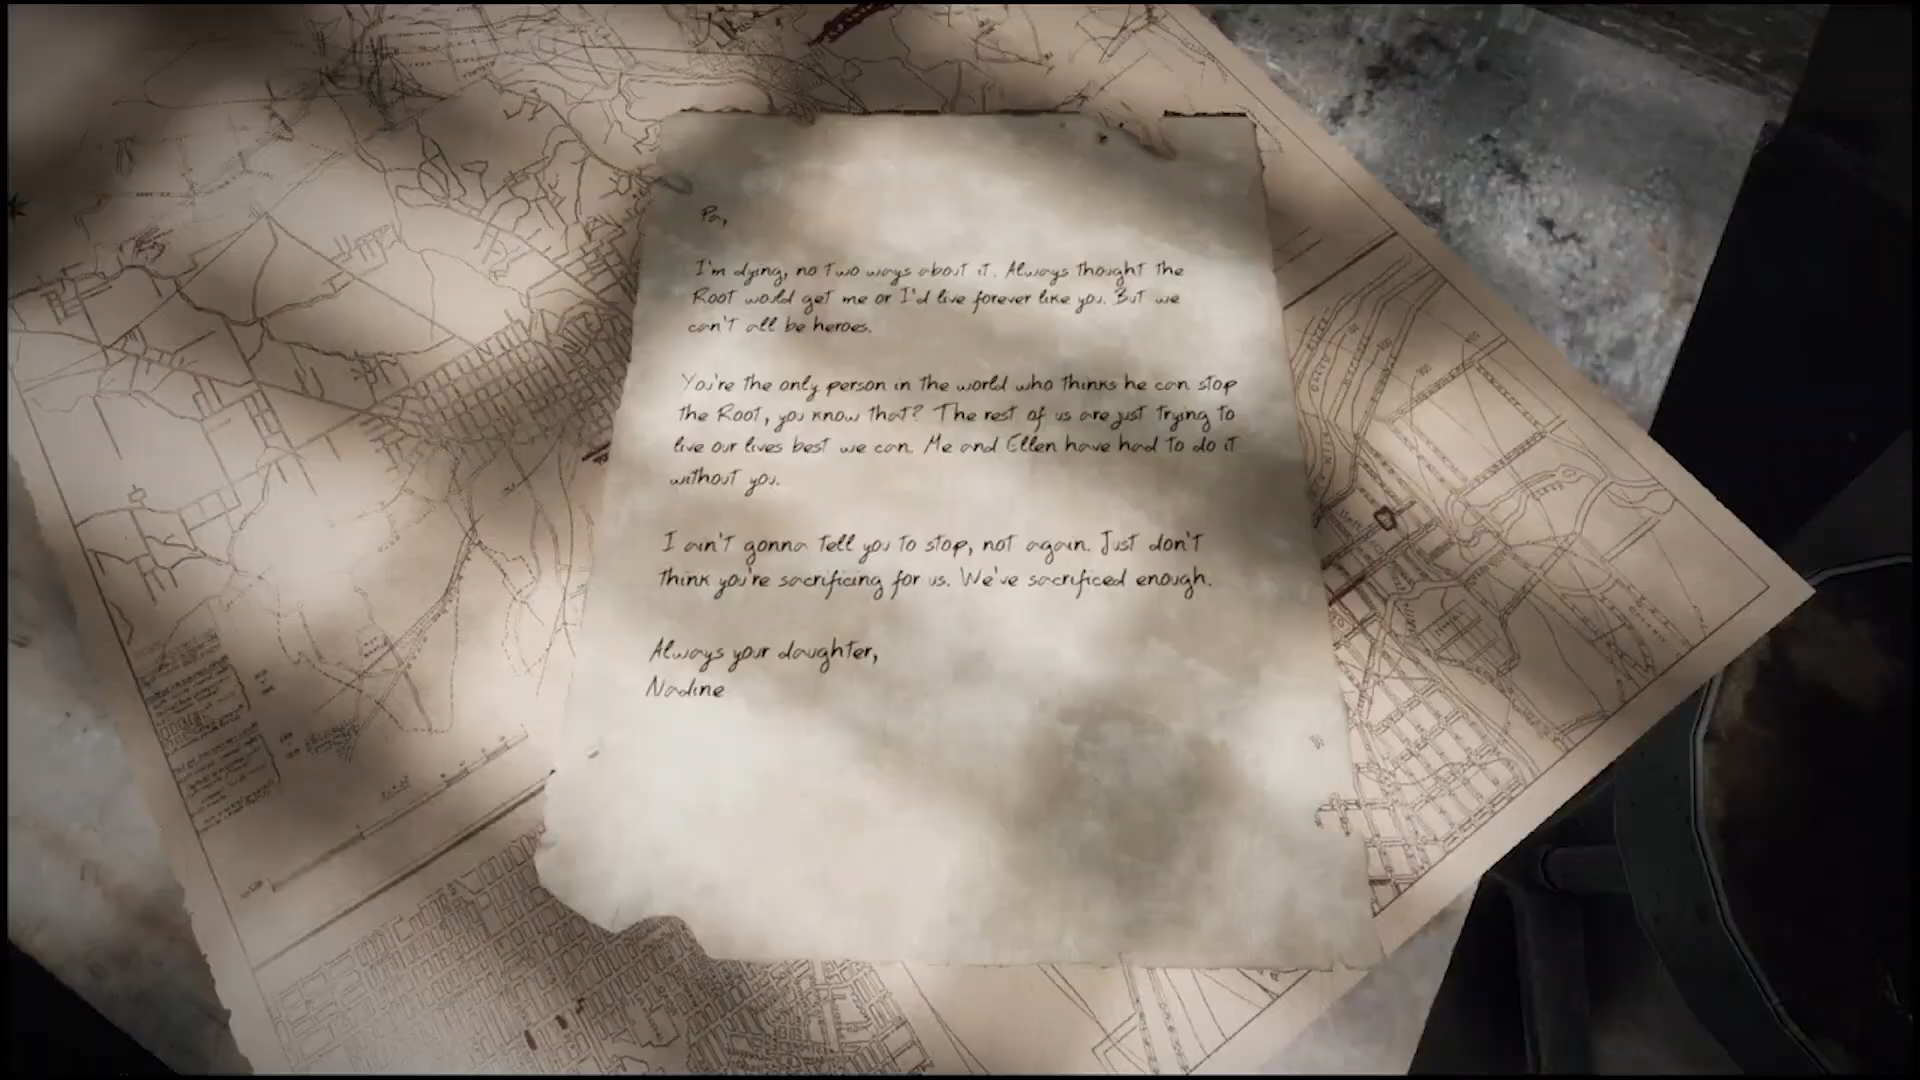 Pa,
I'm dying, no two ways about it. Always thought the
Root would get me or I'd live forever like you. But we
can't all be heroes.
You're the only person in the world who thinks he can stop
the Root, you know that? The rest of us are just trying to
live our lives best we can. Me and Ellen have had to do it
without you.
I ain't gonna tell you to stop, not again. Just don't
think you're sacrificing for us. We've sacrificed enough.
Always your daughter,
Nadine